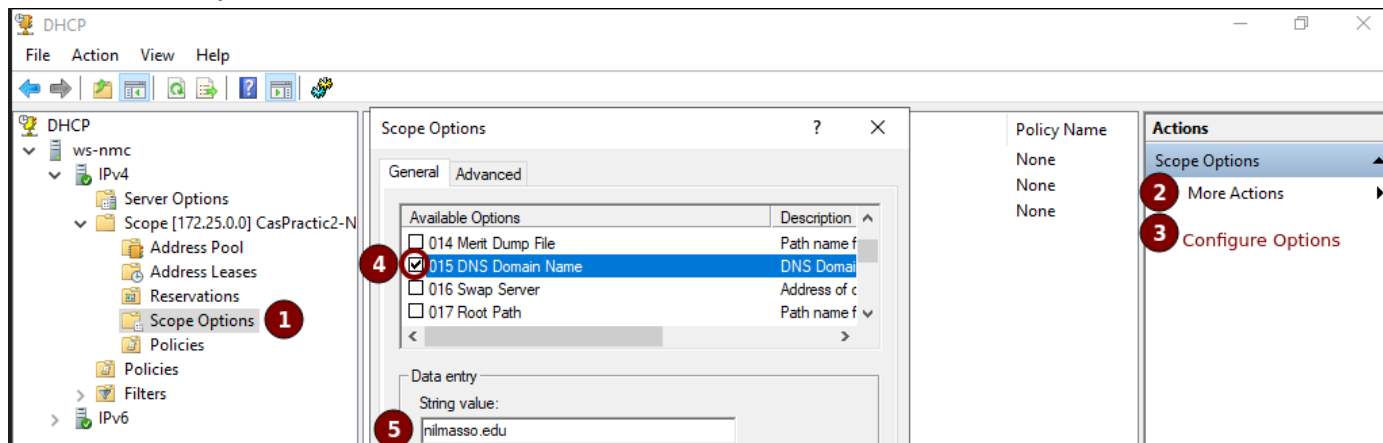 DHCP
File Action View Help
DHCP
ws-nmc
IPv4
Server Options
Scope [172.25.0.0] CasPractic2-N
Address Pool
Address Leases
Reservations
Scope Options 1
Policies
Policies
Filters
IPv6
Scope Options ? ×
General Advanced
Available Options Description
014 Merit Dump File Path name f
4 015 DNS Domain Name DNS Domai
016 Swap Server Address of c
017 Root Path Path name f
Data entry
String value:
5 nilmasso.edu
Policy Name
None
None
None
Actions
Scope Options
2 More Actions
3 Configure Options